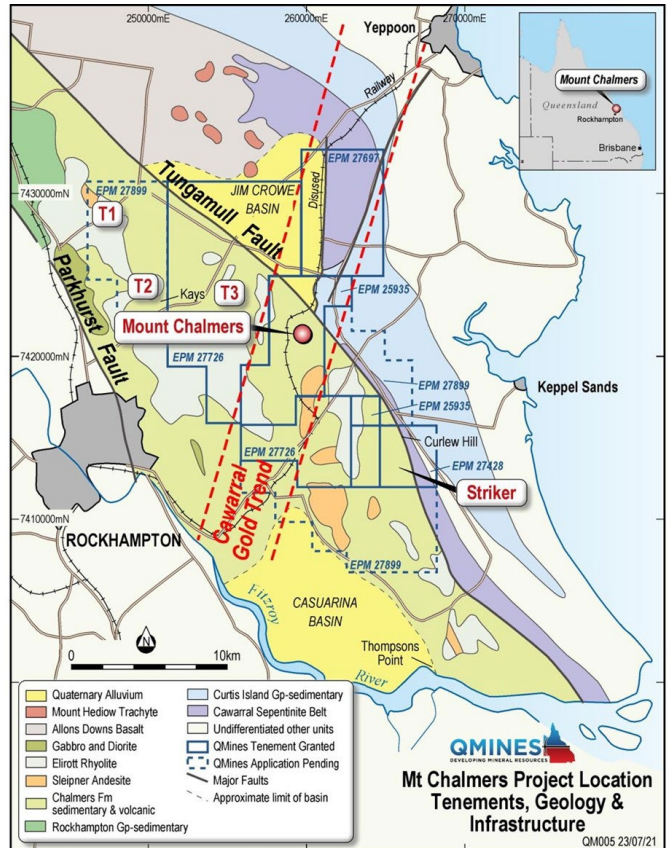 250000mE
260000mE
270000mE
Yeppoon
Railway
Mount Chalmers
Queensland
Rockhampton
Brisbane
EPM 27697
7430000mN
EPM 27899
Tungamull Fault
JIM CROWE
BASIN
Disused
T1
T2
T3
Kays
EPM 25935
Parkhurst Fault
Mount Chalmers
7420000mN
EPM 27726
EPM 27899
Keppel Sands
EPM 25935
Curlew Hill
EPM 27726
EPM 27428
Striker
Cawarral
Gold Trend
7410000mN
ROCKHAMPTON
EPM 27899
Fitzroy
CASUARINA
BASIN
Thompsons
Point
River
N
0 10km
Quaternary Alluvium
Mount Hediow Trachyte
Allons Downs Basalt
Gabbro and Diorite
Elirott Rhyolite
Sleipner Andesite
Chalmers Fm
sedimentary & volcanic
Rockhampton Gp-sedimentary
Curtis Island Gp-sedimentary
Cawarral Sepentinite Belt
Undifferentiated other units
QMines Tenement Granted
QMines Application Pending
Major Faults
Approximate limit of basin
QMINES
DEVELOPING MINERAL RESOURCES
Mt Chalmers Project Location
Tenements, Geology &
Infrastructure
QM005 23/07/21